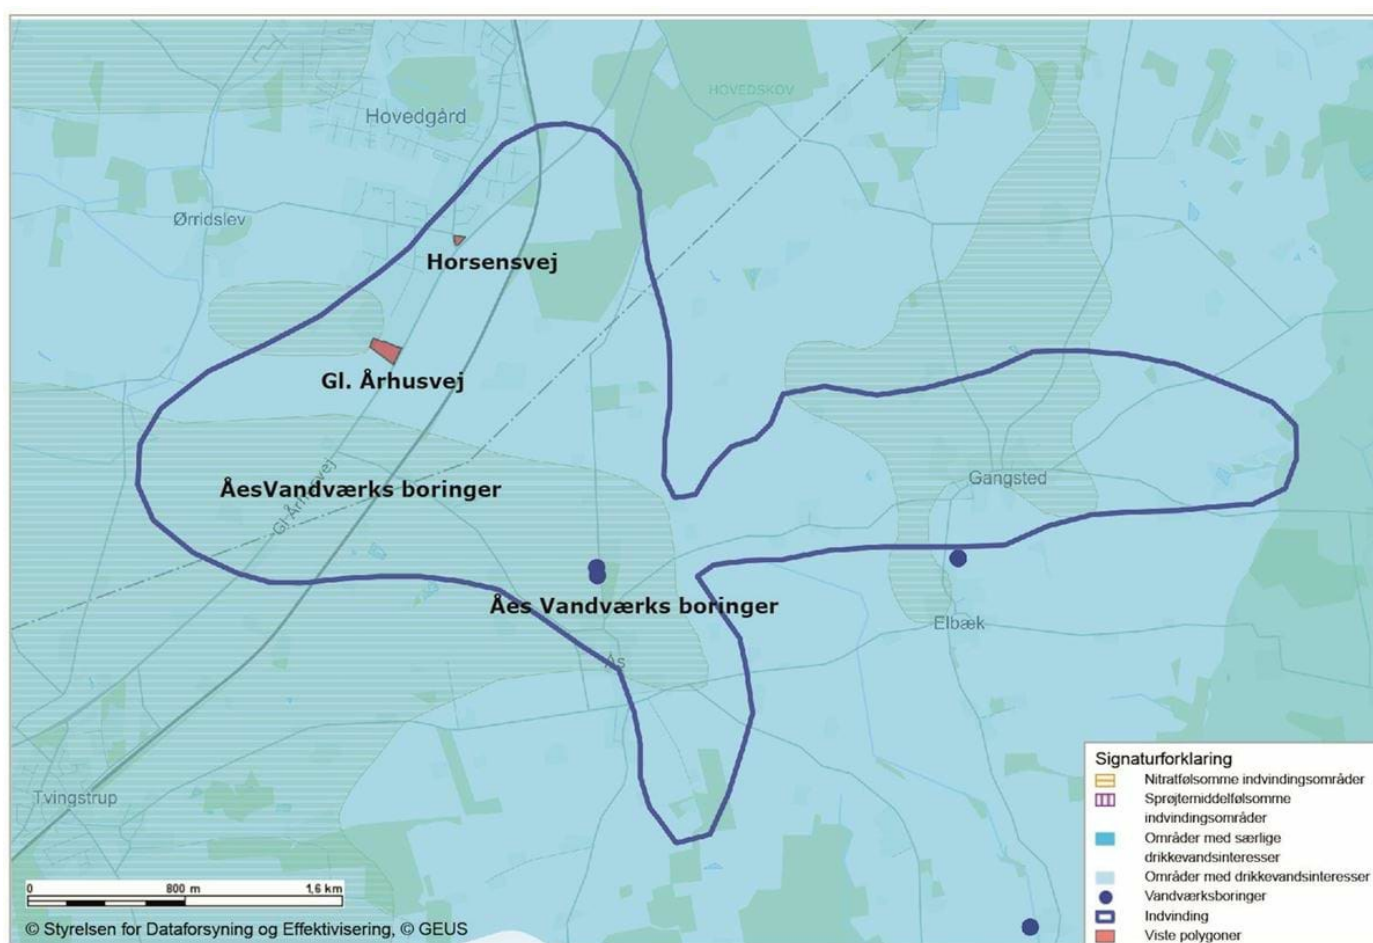 HOVEDSKOV
Hovedgård
Ørridslev
Horsensvej
Gl. Århusvej
Gangsted
ÅesVandværks boringer
Gl Århusvej
Åes Vandværks boringer
Elbæk
Ås
Tvingstrup
Signaturforklaring
Nitratfølsomme indvindingsområder
Sprøjtemiddelfølsomme
indvindingsområder
Områder med særlige
drikkevandsinteresser
Områder med drikkevandsinteresser
Vandværksboringer
Indvinding
Viste polygoner
0 800 m 1,6 km
© Styrelsen for Dataforsyning og Effektivisering, © GEUS